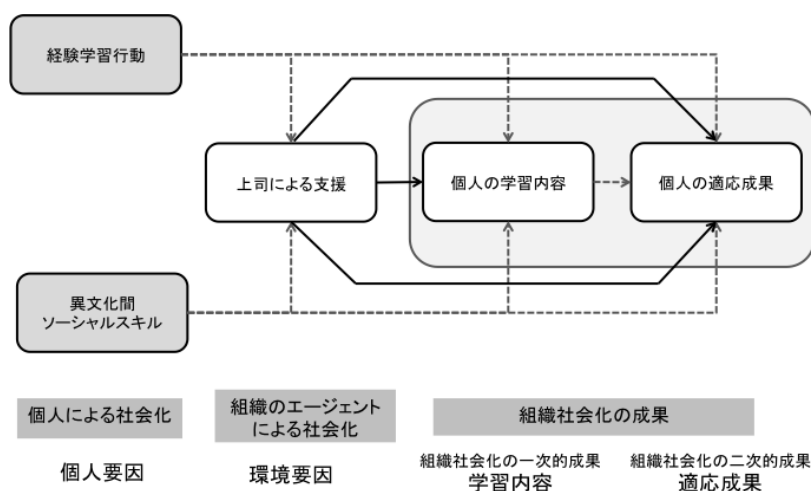 経験学習行動
上司による支援
個人の学習内容
個人の適応成果
異文化間
ソーシャルスキル
個人による社会化
組織のエージェント
による社会化
組織社会化の成果
個人要因
環境要因
組織社会化の一次的成果
学習内容
組織社会化の二次的成果
適応成果